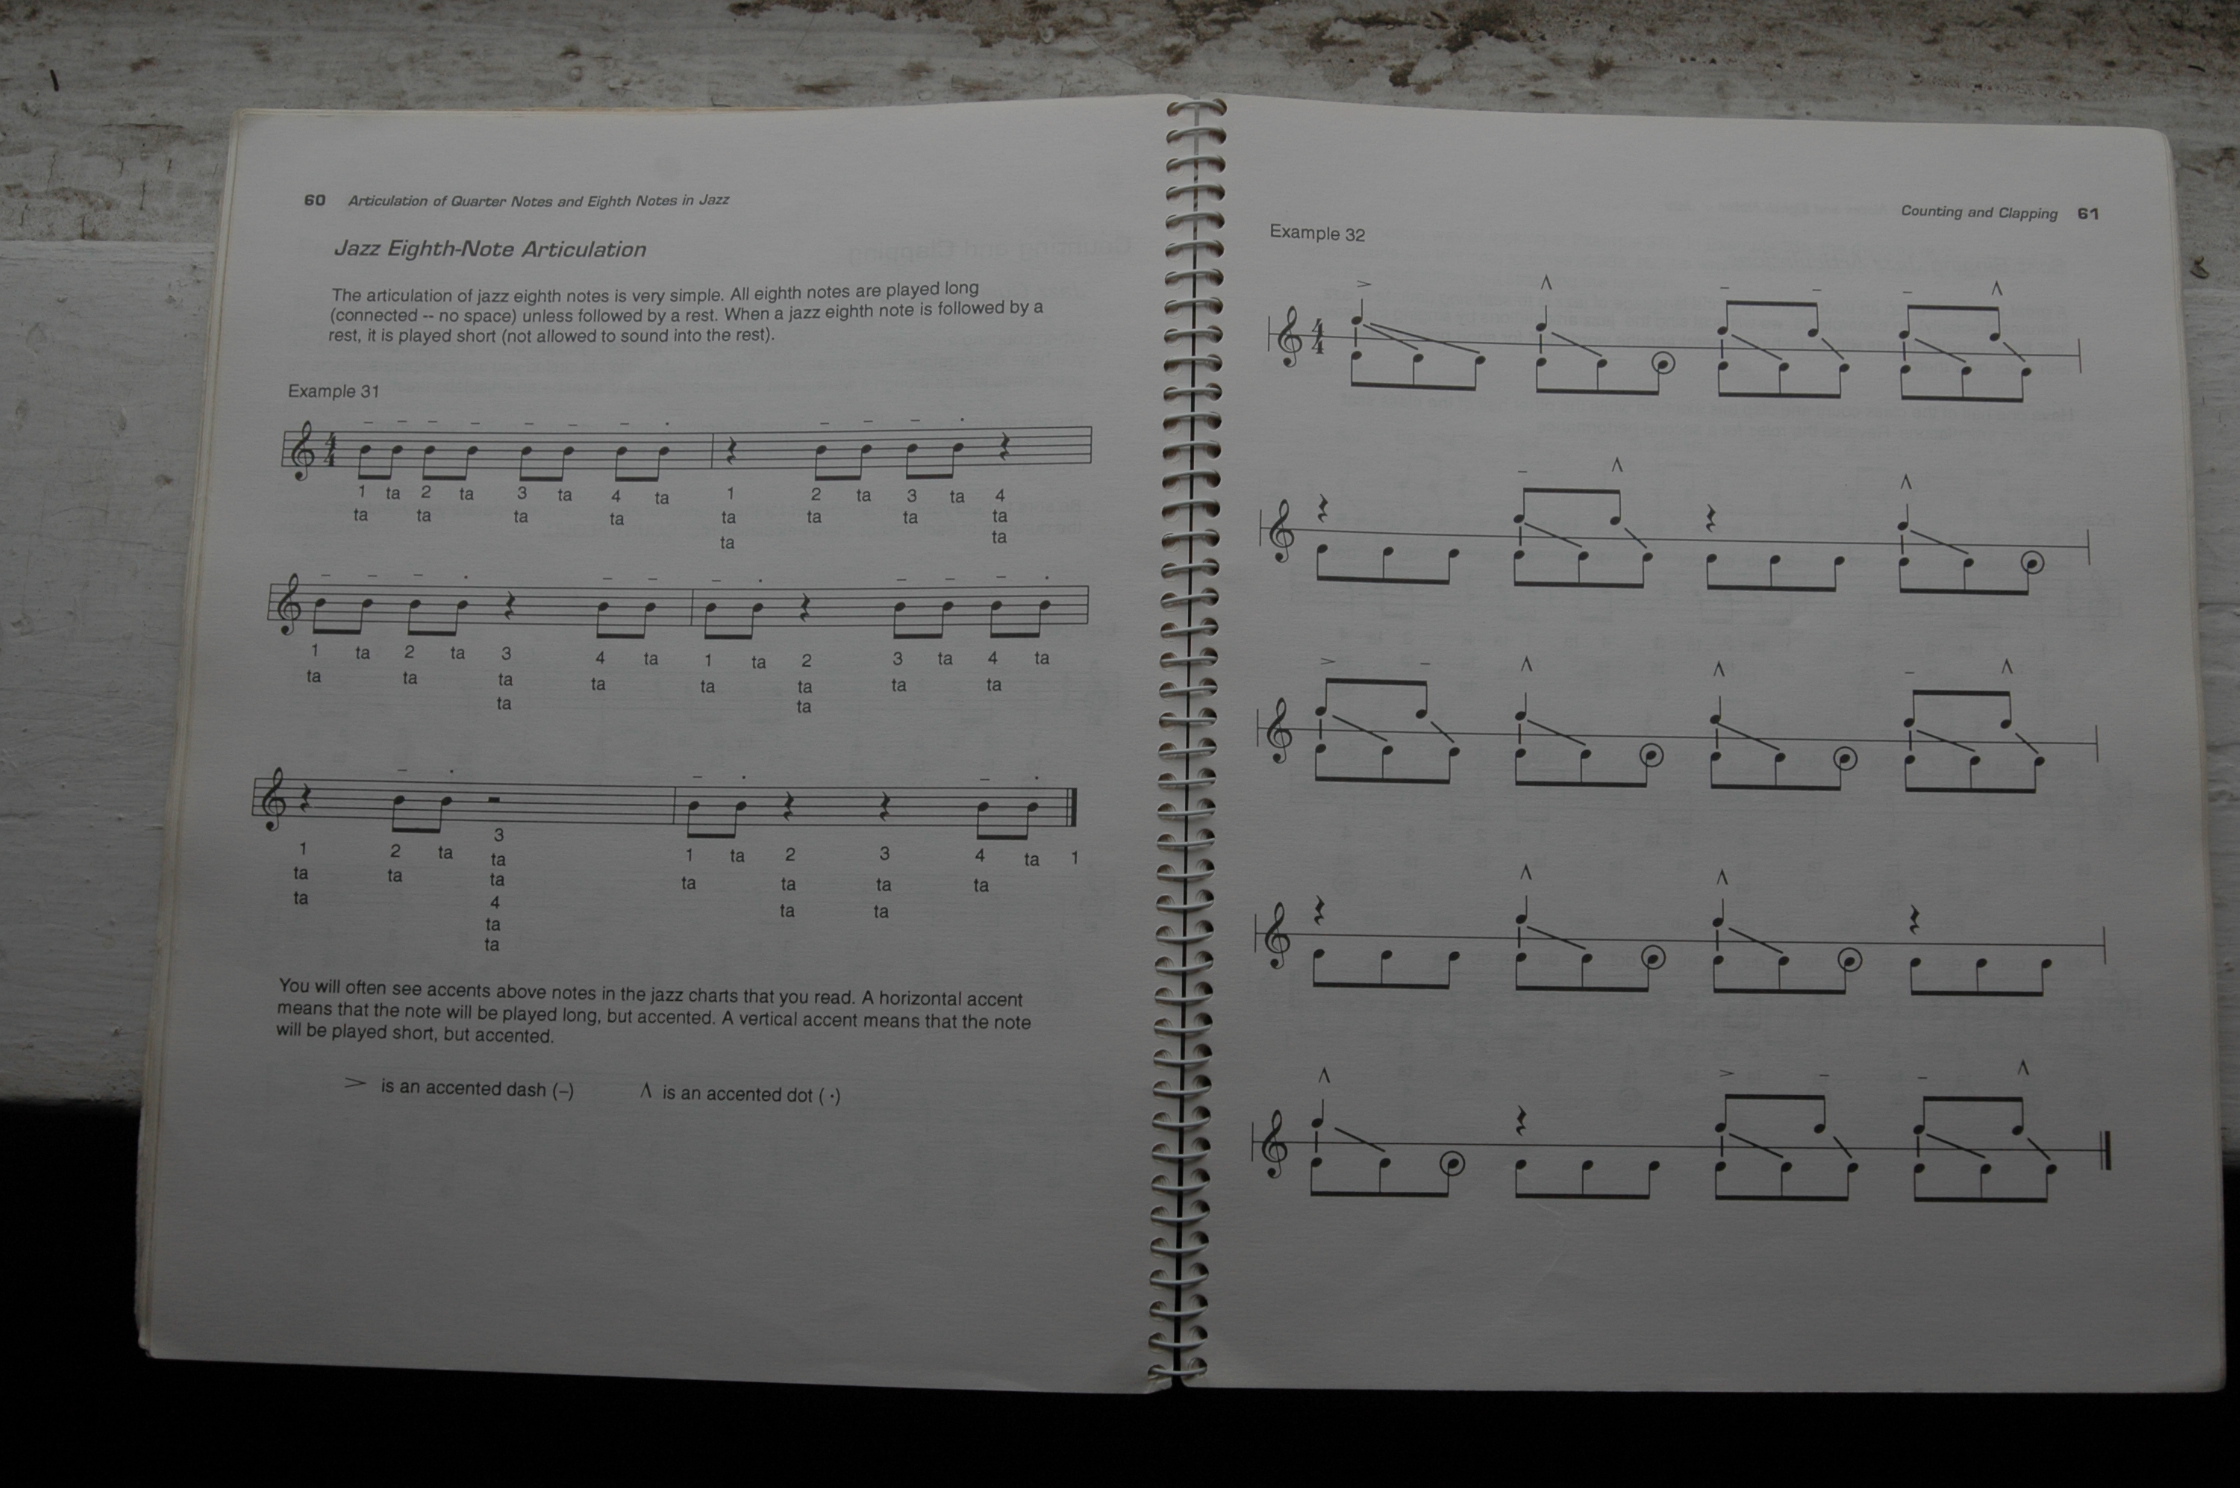 60 Articulation of Quarter Notes and Eighth Notes in Jazz
Jazz Eighth-Note Articulation
The articulation of jazz eighth notes is very simple. All eighth notes are played long
(connected -- no space) unless followed by a rest. When a jazz eighth note is followed by a
rest, it is played short (not allowed to sound into the rest).
Example 31
4
4
1 ta 2 ta 3 ta 4 ta 1 2 ta 3 ta 4
ta ta ta ta ta ta ta ta
ta ta
1 ta 2 ta 3 4 ta 1 ta 2 3 ta 4 ta
ta ta ta ta ta ta ta ta
ta ta
3
1 2 ta ta 1 ta 2 3 4 ta 1
ta ta ta ta ta ta ta
ta 4 ta ta
ta
ta
You will often see accents above notes in the jazz charts that you read. A horizontal accent
means that the note will be played long, but accented. A vertical accent means that the note
will be played short, but accented.
> is an accented dash (–) Λ is an accented dot (·)
Counting and Clapping 61
Example 32
4
4